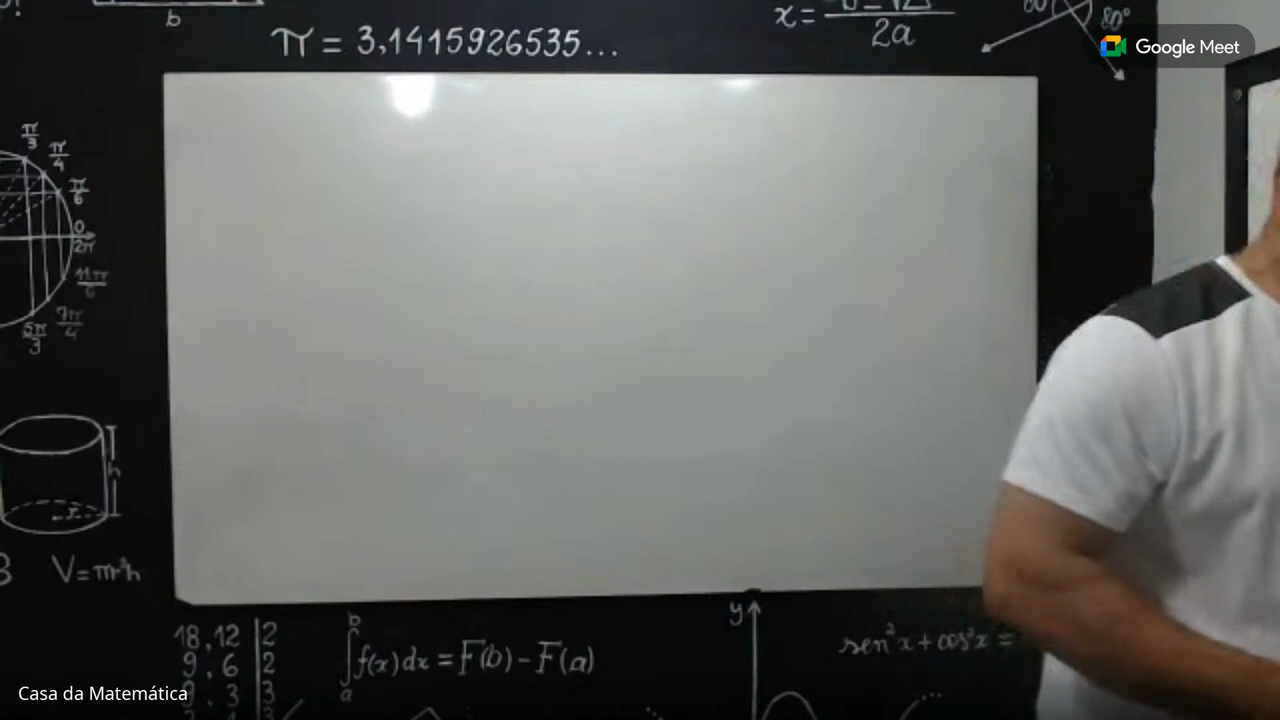 b
π = 3,1415926535...
x =
2a
80°
Google Meet
π/3
π/4
π/6
0
2π
11π/6
7π/4
5π/3
h
r
V = πr²h
18,12 | 2
9, 6 | 2
9, 3 | 3
b
∫ f(x) dx = F(b) - F(a)
a
y
sen²x + cos²x =
Casa da Matemática